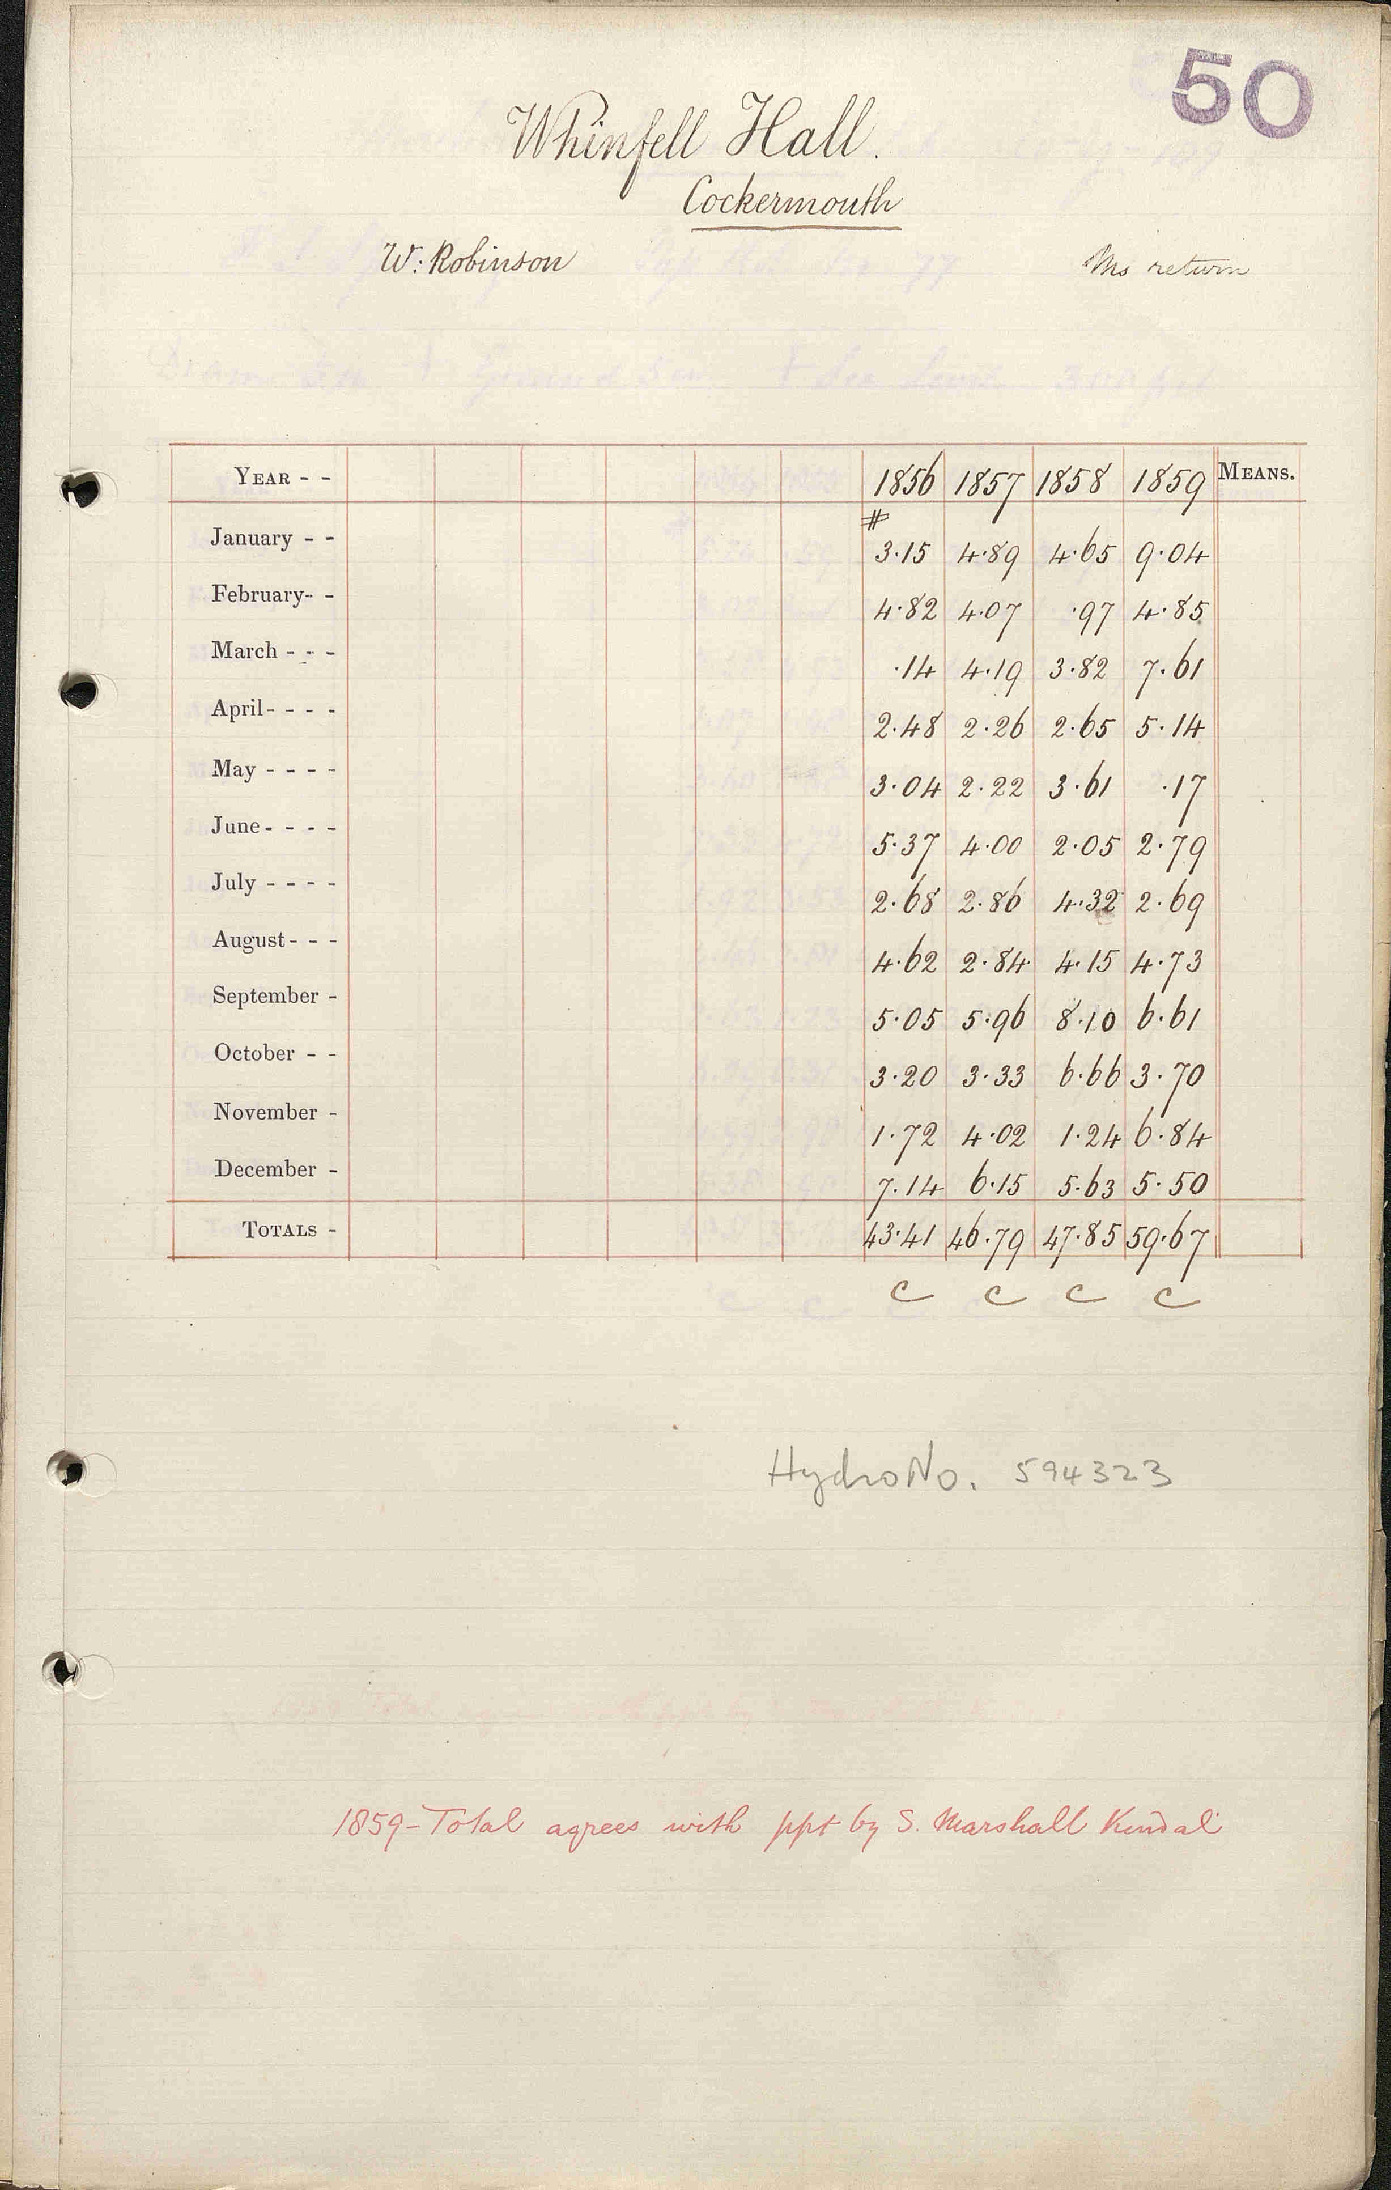 50
Whinfell Hall.
Cockermouth
W: Robinson Ms return
YEAR - - 1856 1857 1858 1859 MEANS.
#
January - - 3.15 4.89 4.65 9.04
February- - 4.82 4.07 .97 4.85
March - - - .14 4.19 3.82 7.61
April- - - - 2.48 2.26 2.65 5.14
May - - - - 3.04 2.22 3.61 .17
June- - - - 5.37 4.00 2.05 2.79
July - - - - 2.68 2.86 4.32 2.69
August- - - 4.62 2.84 4.15 4.73
September - 5.05 5.96 8.10 6.61
October - - 3.20 3.33 6.66 3.70
November - 1.72 4.02 1.24 6.84
December - 7.14 6.15 5.63 5.50
TOTALS - 43.41 46.79 47.85 59.67
C C C C
Hydro No. 594323
1859 - Total agrees with ppt by S. Marshall Kendal